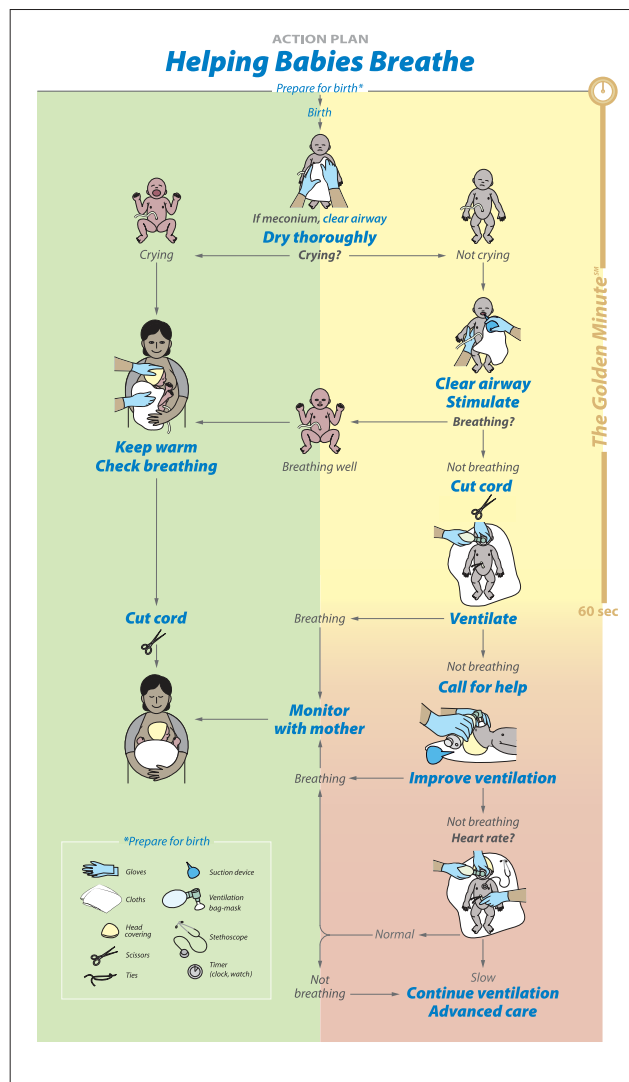 ACTION PLAN
Helping Babies Breathe
Prepare for birth*
Birth
If meconium, clear airway
Dry thoroughly
Crying
Crying?
Not crying
The Golden Minute℠
Clear airway
Stimulate
Breathing?
Keep warm
Check breathing
Breathing well
Not breathing
Cut cord
60 sec
Cut cord
Breathing
Ventilate
Not breathing
Call for help
Monitor
with mother
Breathing
Improve ventilation
Not breathing
Heart rate?
Normal
Slow
Not
breathing
Continue ventilation
Advanced care
*Prepare for birth
Gloves
Suction device
Cloths
Ventilation
bag-mask
Head
covering
Stethoscope
Scissors
Timer
(clock, watch)
Ties